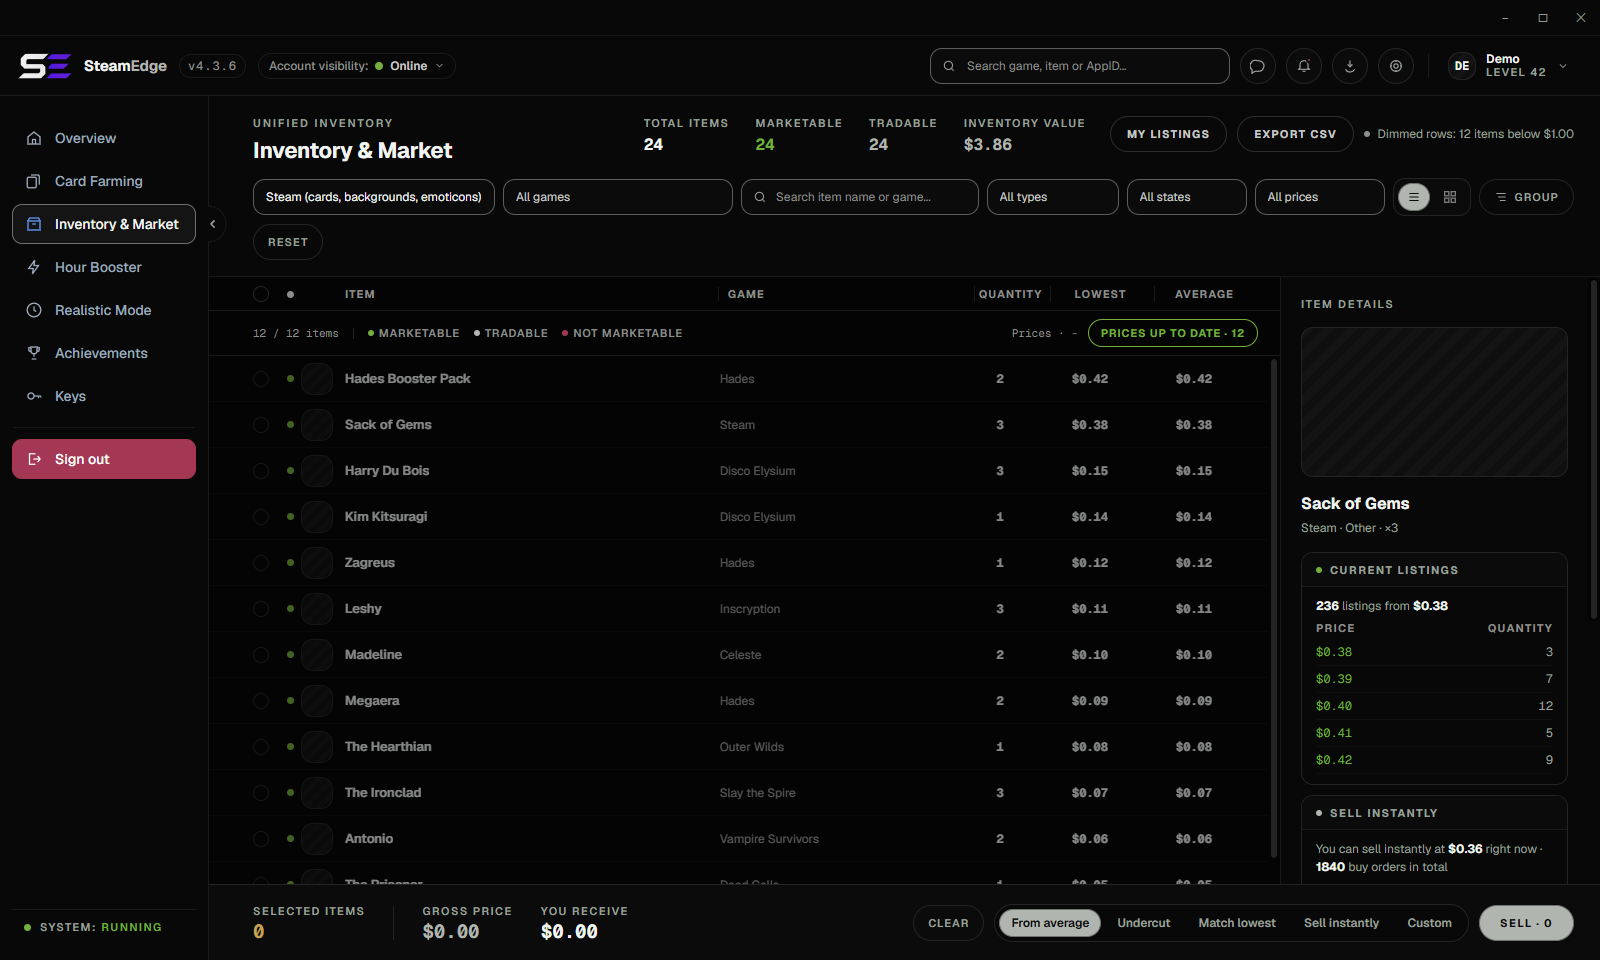 SE SteamEdge v4.3.6 Account visibility: Online
Search game, item or AppID…
DE Demo
LEVEL 42
Overview
Card Farming
Inventory & Market
Hour Booster
Realistic Mode
Achievements
Keys
Sign out
SYSTEM: RUNNING
UNIFIED INVENTORY
Inventory & Market
TOTAL ITEMS MARKETABLE TRADABLE INVENTORY VALUE
24 24 24 $3.86
MY LISTINGS EXPORT CSV Dimmed rows: 12 items below $1.00
Steam (cards, backgrounds, emoticons) All games Search item name or game… All types All states All prices GROUP
RESET
ITEM GAME QUANTITY LOWEST AVERAGE
12 / 12 items MARKETABLE TRADABLE NOT MARKETABLE Prices · - PRICES UP TO DATE · 12
Hades Booster Pack Hades 2 $0.42 $0.42
Sack of Gems Steam 3 $0.38 $0.38
Harry Du Bois Disco Elysium 3 $0.15 $0.15
Kim Kitsuragi Disco Elysium 1 $0.14 $0.14
Zagreus Hades 1 $0.12 $0.12
Leshy Inscryption 3 $0.11 $0.11
Madeline Celeste 2 $0.10 $0.10
Megaera Hades 2 $0.09 $0.09
The Hearthian Outer Wilds 1 $0.08 $0.08
The Ironclad Slay the Spire 3 $0.07 $0.07
Antonio Vampire Survivors 2 $0.06 $0.06
The Prisoner Dead Cells 1 $0.05 $0.05
ITEM DETAILS
Sack of Gems
Steam · Other · ×3
CURRENT LISTINGS
236 listings from $0.38
PRICE QUANTITY
$0.38 3
$0.39 7
$0.40 12
$0.41 5
$0.42 9
SELL INSTANTLY
You can sell instantly at $0.36 right now ·
1840 buy orders in total
SELECTED ITEMS GROSS PRICE YOU RECEIVE
0 $0.00 $0.00
CLEAR From average Undercut Match lowest Sell instantly Custom SELL · 0